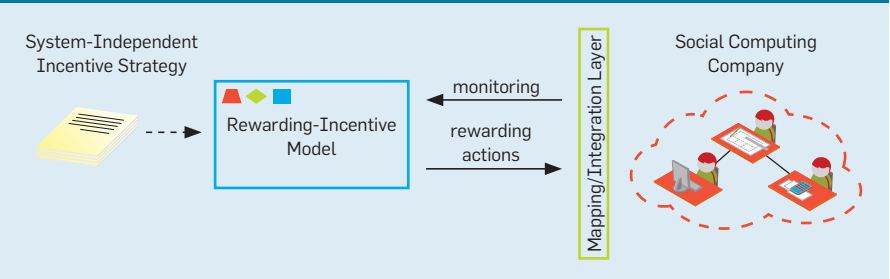 System-Independent
Incentive Strategy
Rewarding-Incentive
Model
monitoring
rewarding
actions
Mapping/Integration Layer
Social Computing
Company